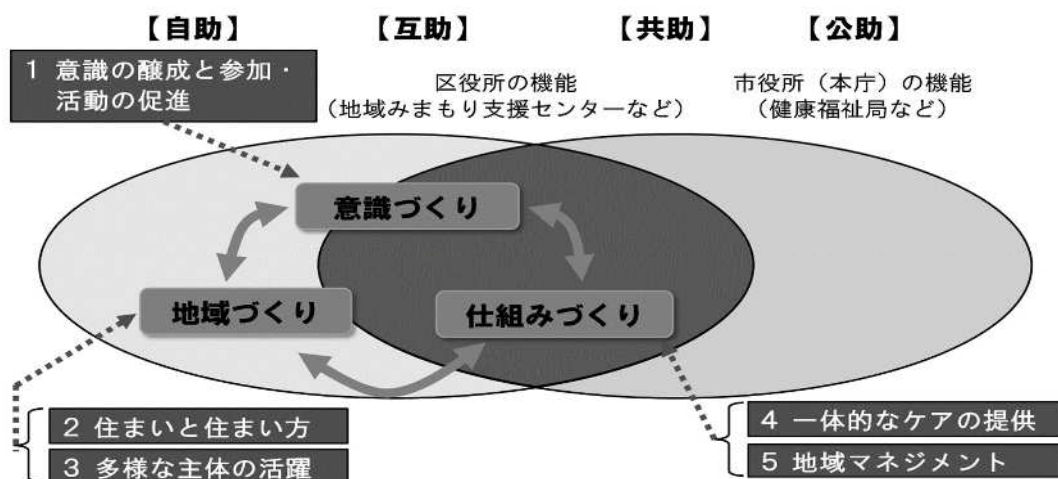 【自助】 【互助】 【共助】 【公助】
1 意識の醸成と参加・
活動の促進
区役所の機能
(地域みまもり支援センターなど)
市役所(本庁)の機能
(健康福祉局など)
意識づくり
地域づくり
仕組みづくり
2 住まいと住まい方
3 多様な主体の活躍
4 一体的なケアの提供
5 地域マネジメント